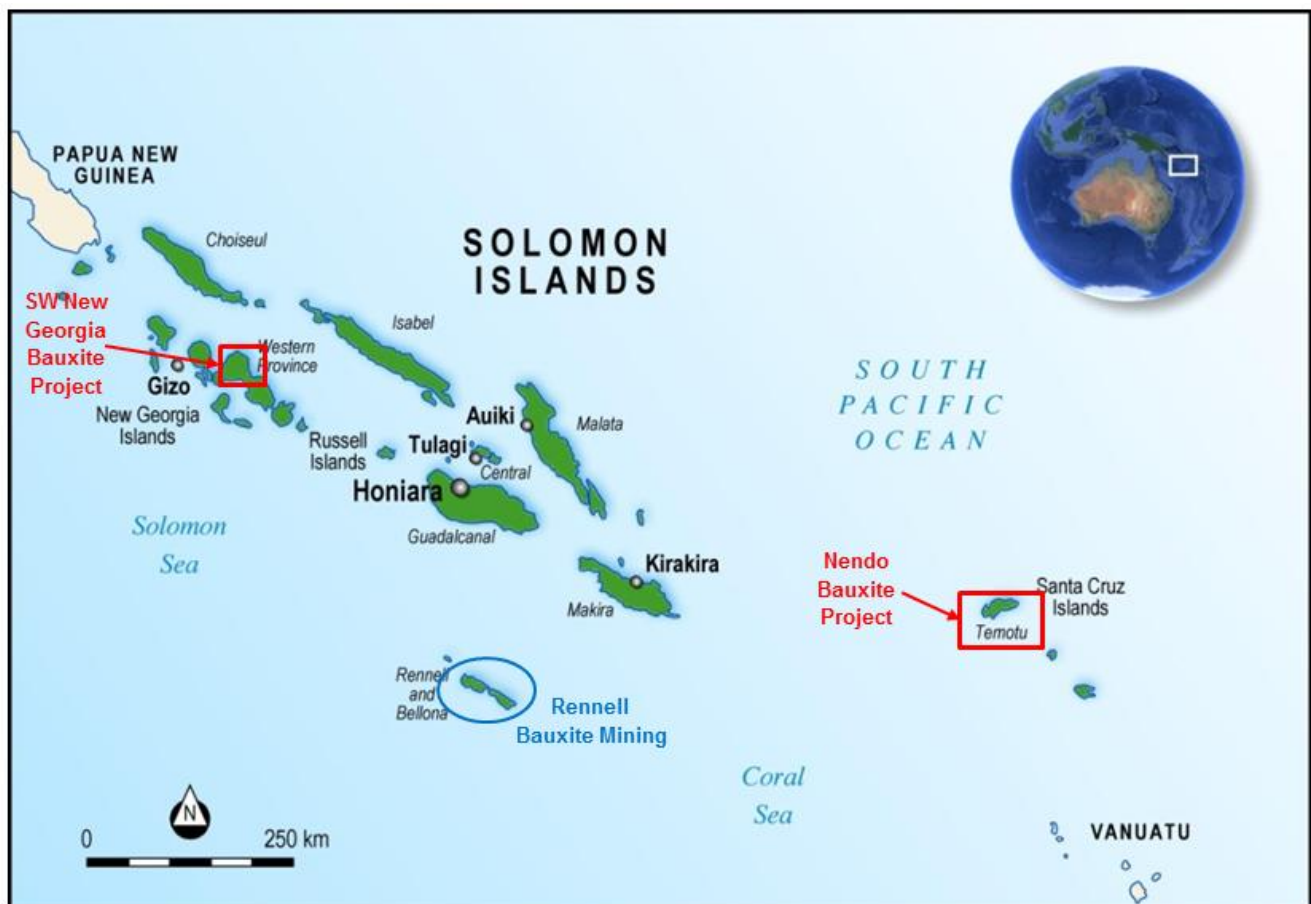 PAPUA NEW
GUINEA
Choiseul
SOLOMON
ISLANDS
SW New
Georgia
Bauxite
Project
Western
Province
Isabel
Gizo
New Georgia
Islands
Russell
Islands
Auiki
Malata
Tulagi
Central
Honiara
Guadalcanal
SOUTH
PACIFIC
OCEAN
Solomon
Sea
Kirakira
Makira
Nendo
Bauxite
Project
Santa Cruz
Islands
Temotu
Rennell
and
Bellona
Rennell
Bauxite Mining
Coral
Sea
N
0 250 km
VANUATU